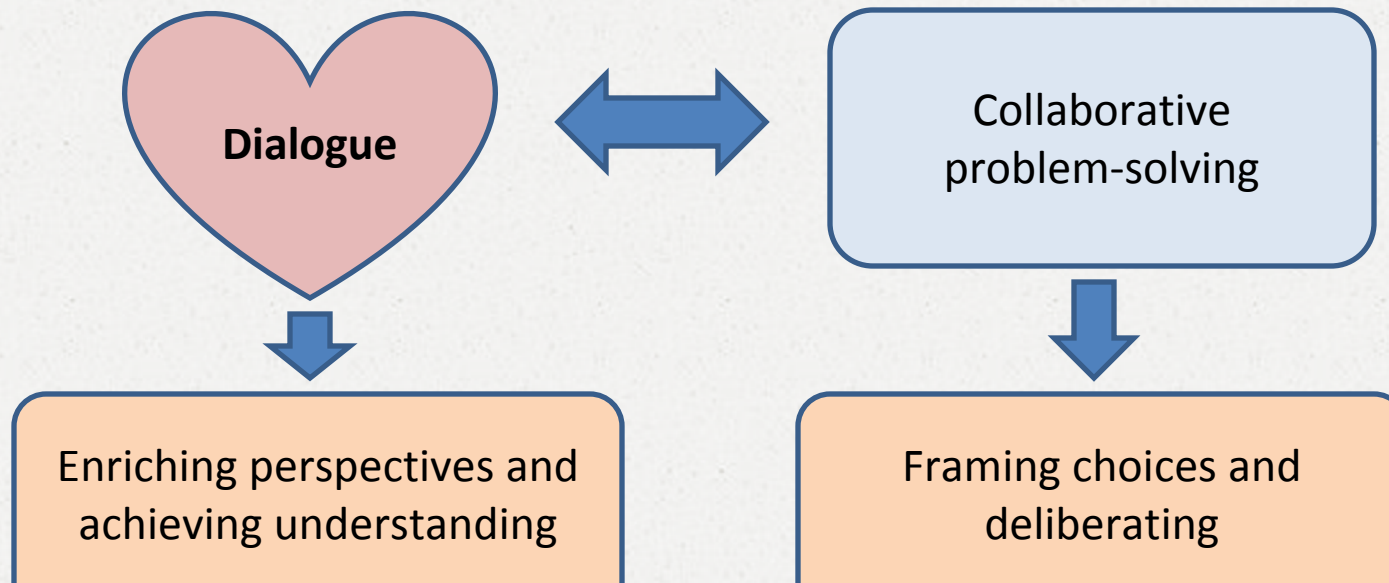 Dialogue
Collaborative
problem-solving
Enriching perspectives and
achieving understanding
Framing choices and
deliberating